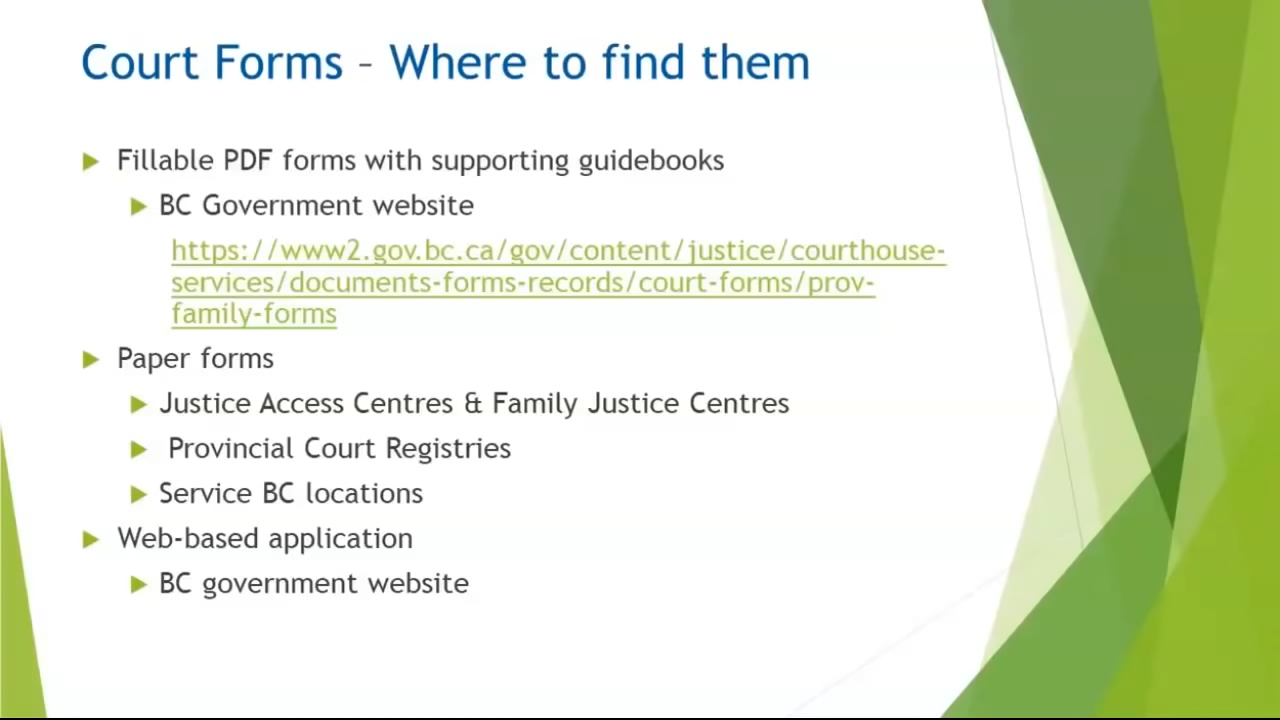 Court Forms – Where to find them
Fillable PDF forms with supporting guidebooks
BC Government website
https://www2.gov.bc.ca/gov/content/justice/courthouse-
services/documents-forms-records/court-forms/prov-
family-forms
Paper forms
Justice Access Centres & Family Justice Centres
Provincial Court Registries
Service BC locations
Web-based application
BC government website